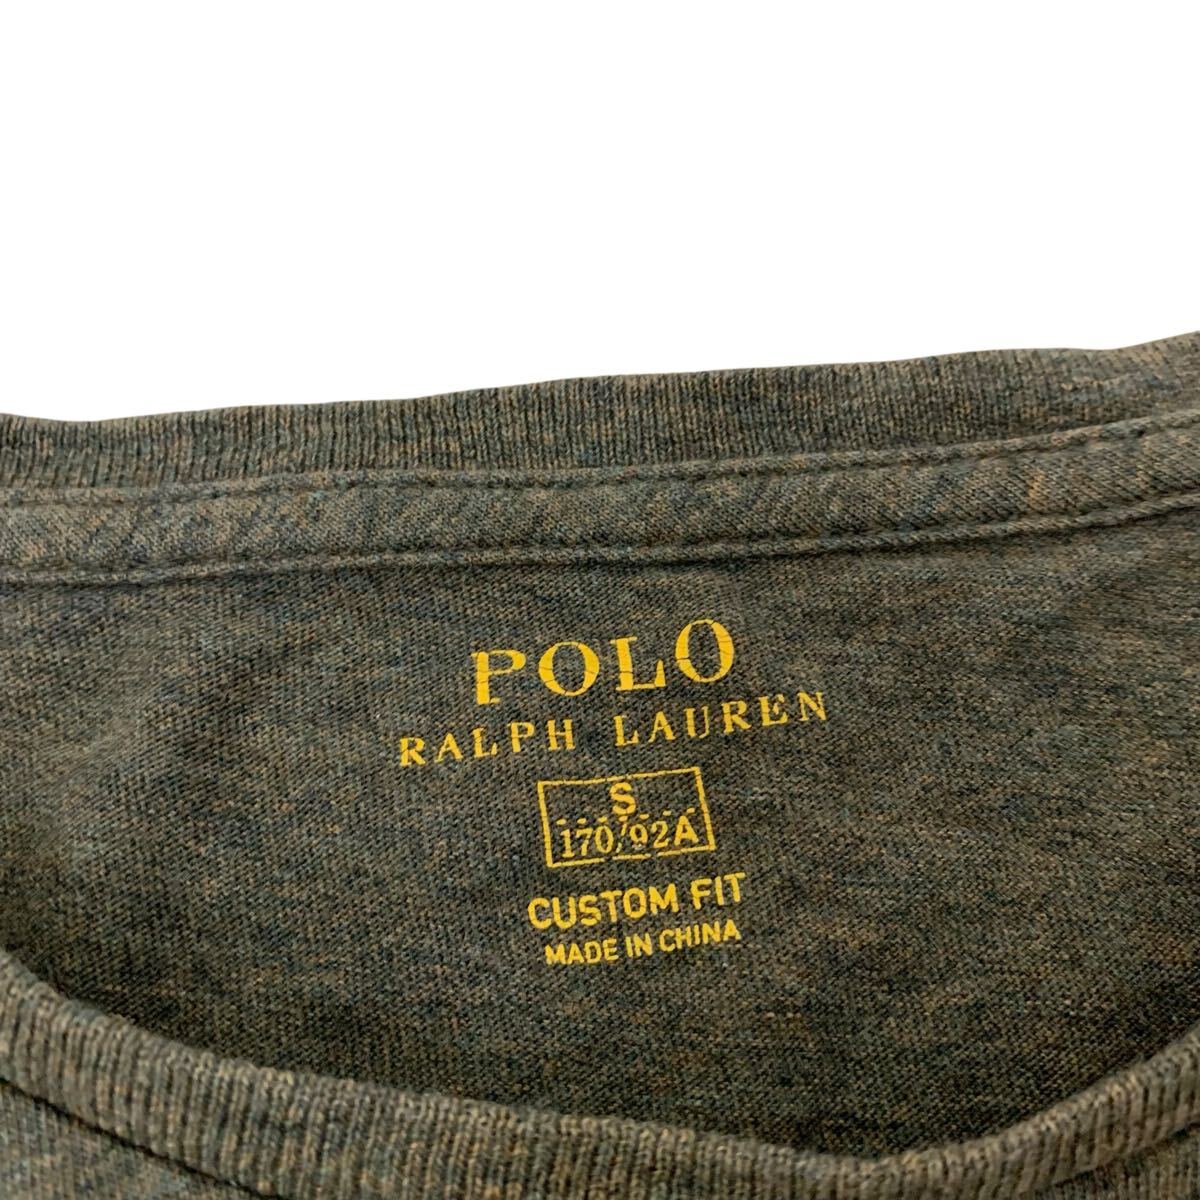 POLO
RALPH LAUREN
S
170/92A
CUSTOM FIT
MADE IN CHINA